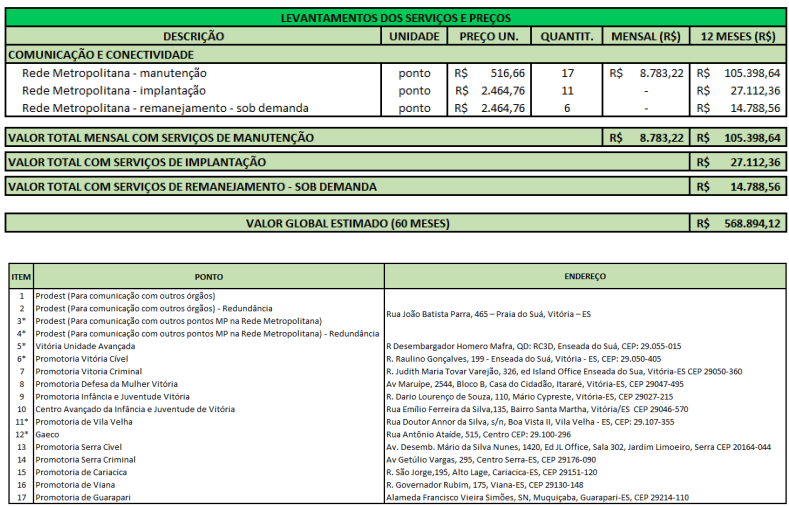 LEVANTAMENTOS DOS SERVIÇOS E PREÇOS
DESCRIÇÃO UNIDADE PREÇO UN. QUANTIT. MENSAL (R$) 12 MESES (R$)
COMUNICAÇÃO E CONECTIVIDADE
Rede Metropolitana - manutenção ponto R$ 516,66 17 R$ 8.783,22 R$ 105.398,64
Rede Metropolitana - implantação ponto R$ 2.464,76 11 - R$ 27.112,36
Rede Metropolitana - remanejamento - sob demanda ponto R$ 2.464,76 6 - R$ 14.788,56
VALOR TOTAL MENSAL COM SERVIÇOS DE MANUTENÇÃO R$ 8.783,22 R$ 105.398,64
VALOR TOTAL COM SERVIÇOS DE IMPLANTAÇÃO R$ 27.112,36
VALOR TOTAL COM SERVIÇOS DE REMANEJAMENTO - SOB DEMANDA R$ 14.788,56
VALOR GLOBAL ESTIMADO (60 MESES) R$ 568.894,12
ITEM PONTO ENDEREÇO
1 Prodest (Para comunicação com outros órgãos)
2 Prodest (Para comunicação com outros órgãos) - Redundância
Rua João Batista Parra, 465 – Praia do Suá, Vitória – ES
3* Prodest (Para comunicação com outros pontos MP na Rede Metropolitana)
4* Prodest (Para comunicação com outros pontos MP na Rede Metropolitana) - Redundância
5* Vitória Unidade Avançada R Desembargador Homero Mafra, QD: RC3D, Enseada do Suá, CEP: 29.055-015
6* Promotoria Vitória Cível R. Raulino Gonçalves, 199 - Enseada do Suá, Vitória - ES, CEP: 29.050-405
7 Promotoria Vitoria Criminal R. Judith Maria Tovar Varejão, 326, ed Island Office Enseada do Sua, Vitória-ES CEP 29050-360
8 Promotoria Defesa da Mulher Vitória Av Maruípe, 2544, Bloco B, Casa do Cidadão, Itararé, Vitória-ES, CEP 29047-495
9 Promotoria Infância e Juventude Vitória R. Dario Lourenço de Souza, 110, Mário Cypreste, Vitória-ES, CEP 29027-215
10 Centro Avançado da Infância e Juventude de Vitória Rua Emílio Ferreira da Silva,135, Bairro Santa Martha, Vitória/ES CEP 29046-570
11* Promotoria de Vila Velha Rua Doutor Annor da Silva, s/n, Boa Vista II, Vila Velha - ES, CEP: 29.107-355
12* Gaeco Rua Antônio Ataíde, 515, Centro CEP: 29.100-296
13 Promotoria Serra Cível Av. Desemb. Mário da Silva Nunes, 1420, Ed JL Office, Sala 302, Jardim Limoeiro, Serra CEP 20164-044
14 Promotoria Serra Criminal Av Getúlio Vargas, 295, Centro Serra-ES, CEP 29176-090
15 Promotoria de Cariacica R. São Jorge,195, Alto Lage, Cariacica-ES, CEP 29151-120
16 Promotoria de Viana R. Governador Rubim, 175, Viana-ES, CEP 29130-148
17 Promotoria de Guarapari Alameda Francisco Vieira Simões, SN, Muquiçaba, Guarapari-ES, CEP 29214-110